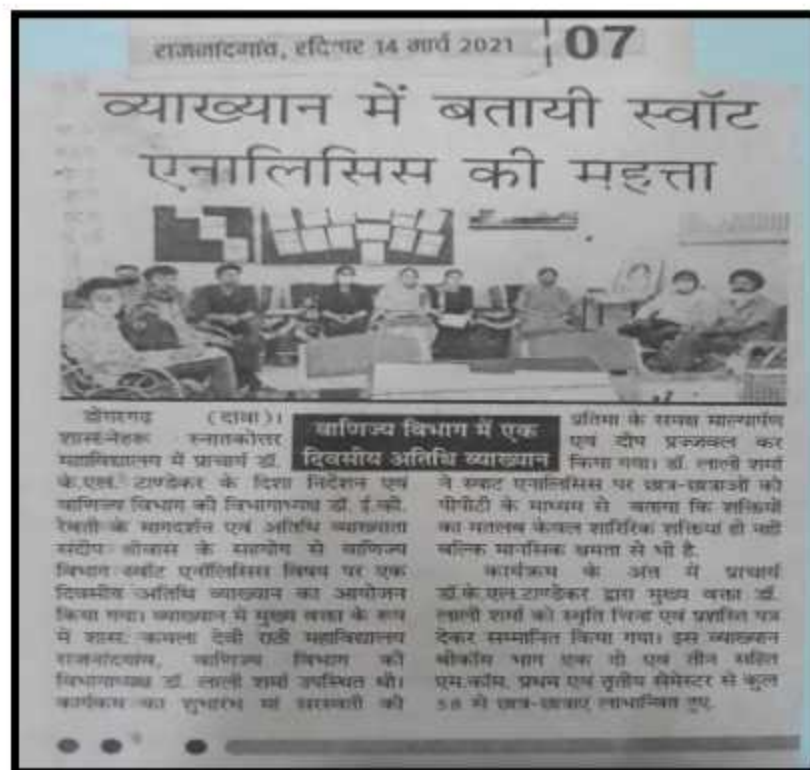 राजनांदगांव, रविवार 14 मार्च 2021
07
व्याख्यान में बतायी स्वॉट
एनालिसिस की महत्ता
वाणिज्य विभाग में एक
दिवसीय अतिथि व्याख्यान
डोंगरगढ़ (दावा)।
शास.नेहरू स्नातकोत्तर
महाविद्यालय में प्राचार्य डॉ.
के.एल. टाण्डेकर के दिशा निर्देशन एवं
वाणिज्य विभाग की विभागाध्यक्ष डॉ. ई.व्ही.
रेवती के मागदर्शन एवं अतिथि व्याख्याता
संदीप श्रीवास के सहयोग से वाणिज्य
विभाग स्वॉट एनॉलिसिस विषय पर एक
दिवसीय अतिथि व्याख्यान का आयोजन
किया गया। व्याख्यान में मुख्य वक्ता के रूप
में शास. कमला देवी राठी महाविद्यालय
राजनांदगांव, वाणिज्य विभाग की
विभागाध्यक्ष डॉ. लाली शर्मा उपस्थित थी।
कार्यकम का शुभारंभ मां सरस्वती की
प्रतिमा के समक्ष माल्यार्पण
एवं दीप प्रज्जवल कर
किया गया। डॉ. लाली शर्मा
ने स्वाट एनालिसिस पर छात्र-छात्राओं को
पीपीटी के माध्यम से बताया कि शक्तियों
का मतलब केवल शारिरिक शक्तियां ही नहीं
बल्कि मानसिक क्षमता से भी है.
कार्यक्रम के अंत में प्राचार्य
डॉ.के.एल.टाण्डेकर द्वारा मुख्य वक्ता डॉ.
लाली शर्मा को स्मृति चिन्ह एवं प्रशस्ति पत्र
देकर सम्मानित किया गया। इस व्याख्यान
बीकॉम भाग एक दो एवं तीन सहित
एम.कॉम. प्रथम एवं तृतीय सेमेस्टर से कुल
58 से छात्र-छात्राएं लाभान्वित हुए.